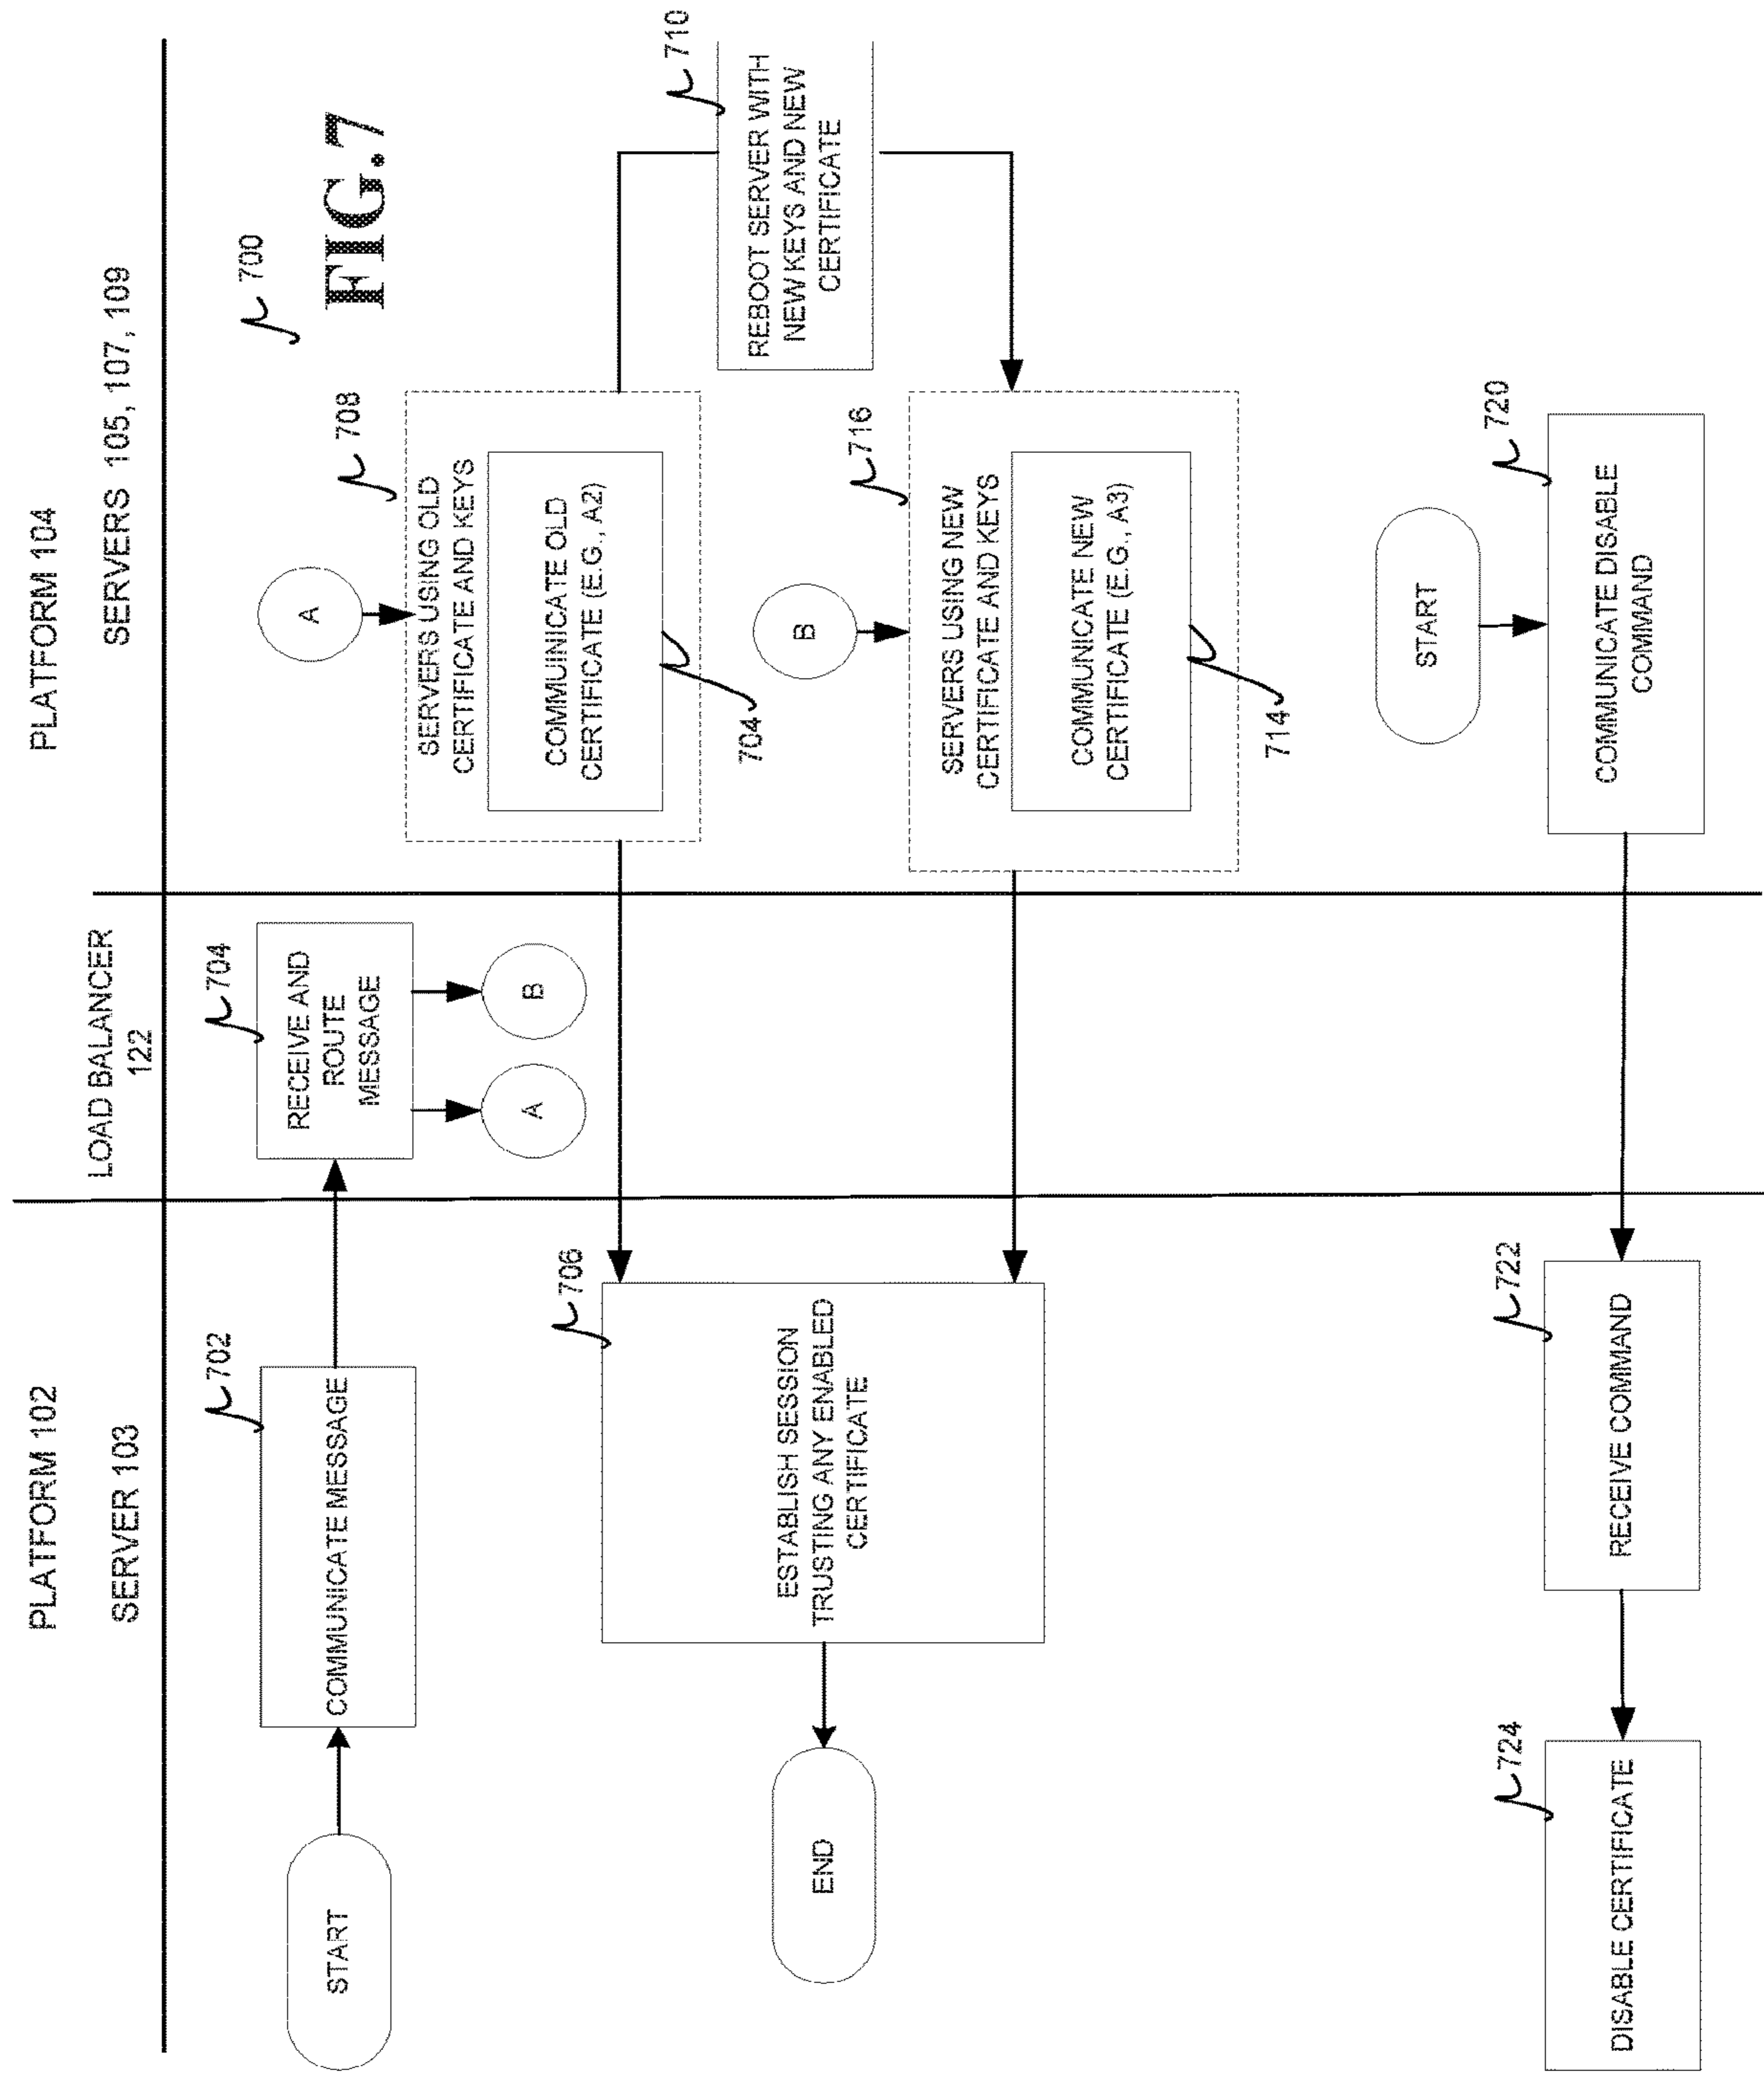 PLATFORM 102
SERVER 103
LOAD BALANCER
122
PLATFORM 104
SERVERS 105, 107, 109
700
FIG.7
START
702
COMMUNICATE MESSAGE
704
RECEIVE AND
ROUTE
MESSAGE
A
B
A
708
SERVERS USING OLD
CERTIFICATE AND KEYS
COMMUINICATE OLD
CERTIFICATE (E.G., A2)
704
710
REBOOT SERVER WITH
NEW KEYS AND NEW
CERTIFICATE
706
ESTABLISH SESSION
TRUSTING ANY ENABLED
CERTIFICATE
END
B
716
SERVERS USING NEW
CERTIFICATE AND KEYS
COMMUNICATE NEW
CERTIFICATE (E.G., A3)
714
START
720
COMMUNICATE DISABLE
COMMAND
722
RECEIVE COMMAND
724
DISABLE CERTIFICATE